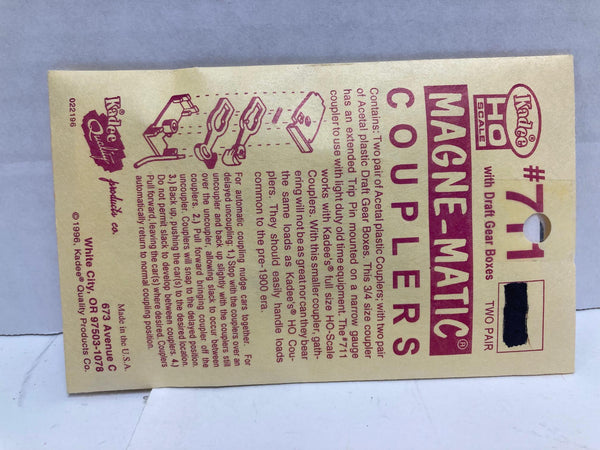 Kadee®
HO
SCALE
#711
with Draft Gear Boxes
TWO PAIR
MAGNE-MATIC®
COUPLERS
Contains: Two pair of Acetal plastic Couplers; with two pair
of Acetal Plastic Draft Gear Boxes. This 3/4 size coupler
has an extended Trip Pin mounted on a narrow gauge
coupler to use with light duty old time equipment. The #711
works with Kadee's® full size HO-Scale
Couplers. With this smaller coupler, gath-
ering will not be as great nor can they bear
the same loads as Kadee's® HO Cou-
plers. They should easily handle loads
common to the pre-1900 era.
For automatic coupling nudge cars together. For
delayed uncoupling: 1.) Stop with the couplers over an
uncoupler and back up slightly with the couplers still
over the uncoupler, allowing slack to occur between
couplers. 2.) Pull forward bringing coupler off the
uncoupler. Couplers will snap to the delayed position.
3.) Back up, pushing the car(s) to the desired location.
Do not permit slack to develop between couplers. 4.)
Pull forward, leaving the car(s) where desired. Couplers
automatically return to normal coupling position.
Kadee®
Quality
products co.
Made in the U.S.A.
673 Avenue C
White City, OR 97503-1078
© 1996, Kadee® Quality Products Co.
022196